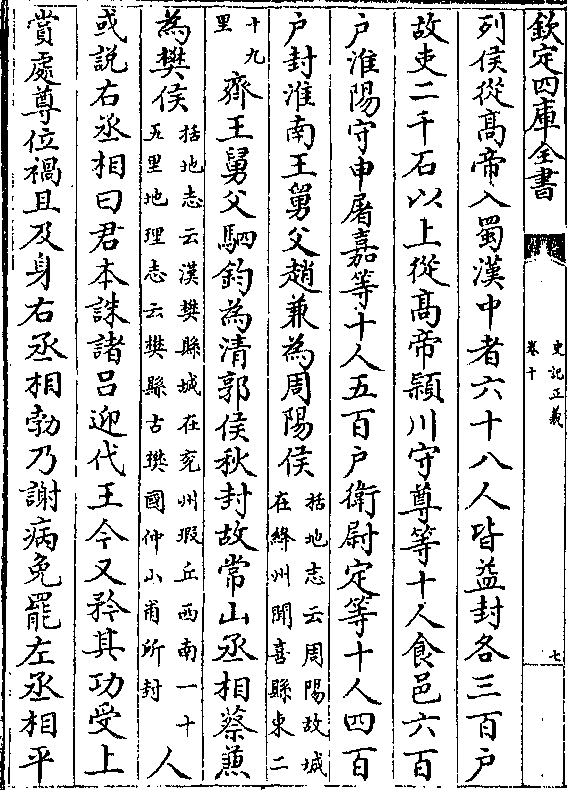 欽定四庫全書
史記正義
卷十
七
列侯從髙帝入蜀漢中者六十八人皆益封各三百户
故吏二千石以上從髙帝頴川守尊等十人食邑六百
户淮陽守申屠嘉等十人五百户衛尉定等十人四百
户封淮南王舅父趙兼為周陽侯括地志云周陽故城在絳州聞喜縣東二
十九里齊王舅父駟鈞為清郭侯秋封故常山丞相蔡兼
為樊侯括地志云漢樊縣城在兖州瑕丘西南一十五里地理志云樊縣古樊國仲山甫所封人
或説右丞相曰君本誅諸吕迎代王今又矜其功受上
賞處尊位禍且及身右丞相勃乃謝病免罷左丞相平